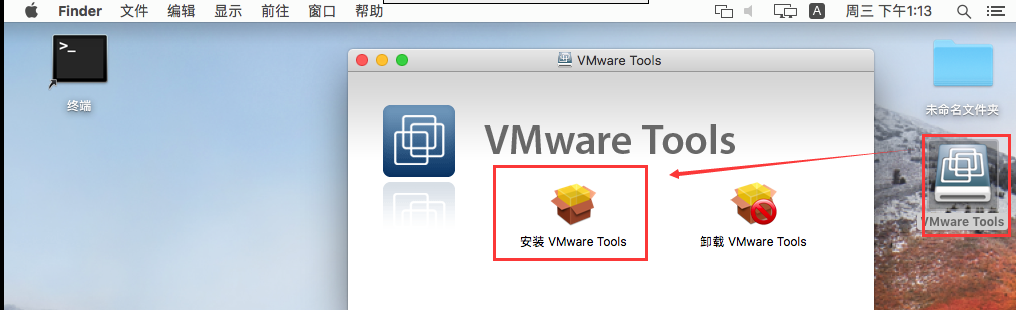 Finder 文件 编辑 显示 前往 窗口 帮助 A 周三 下午1:13
>_
终端
VMware Tools
VMware Tools
安装 VMware Tools
卸载 VMware Tools
未命名文件夹
VMware Tools